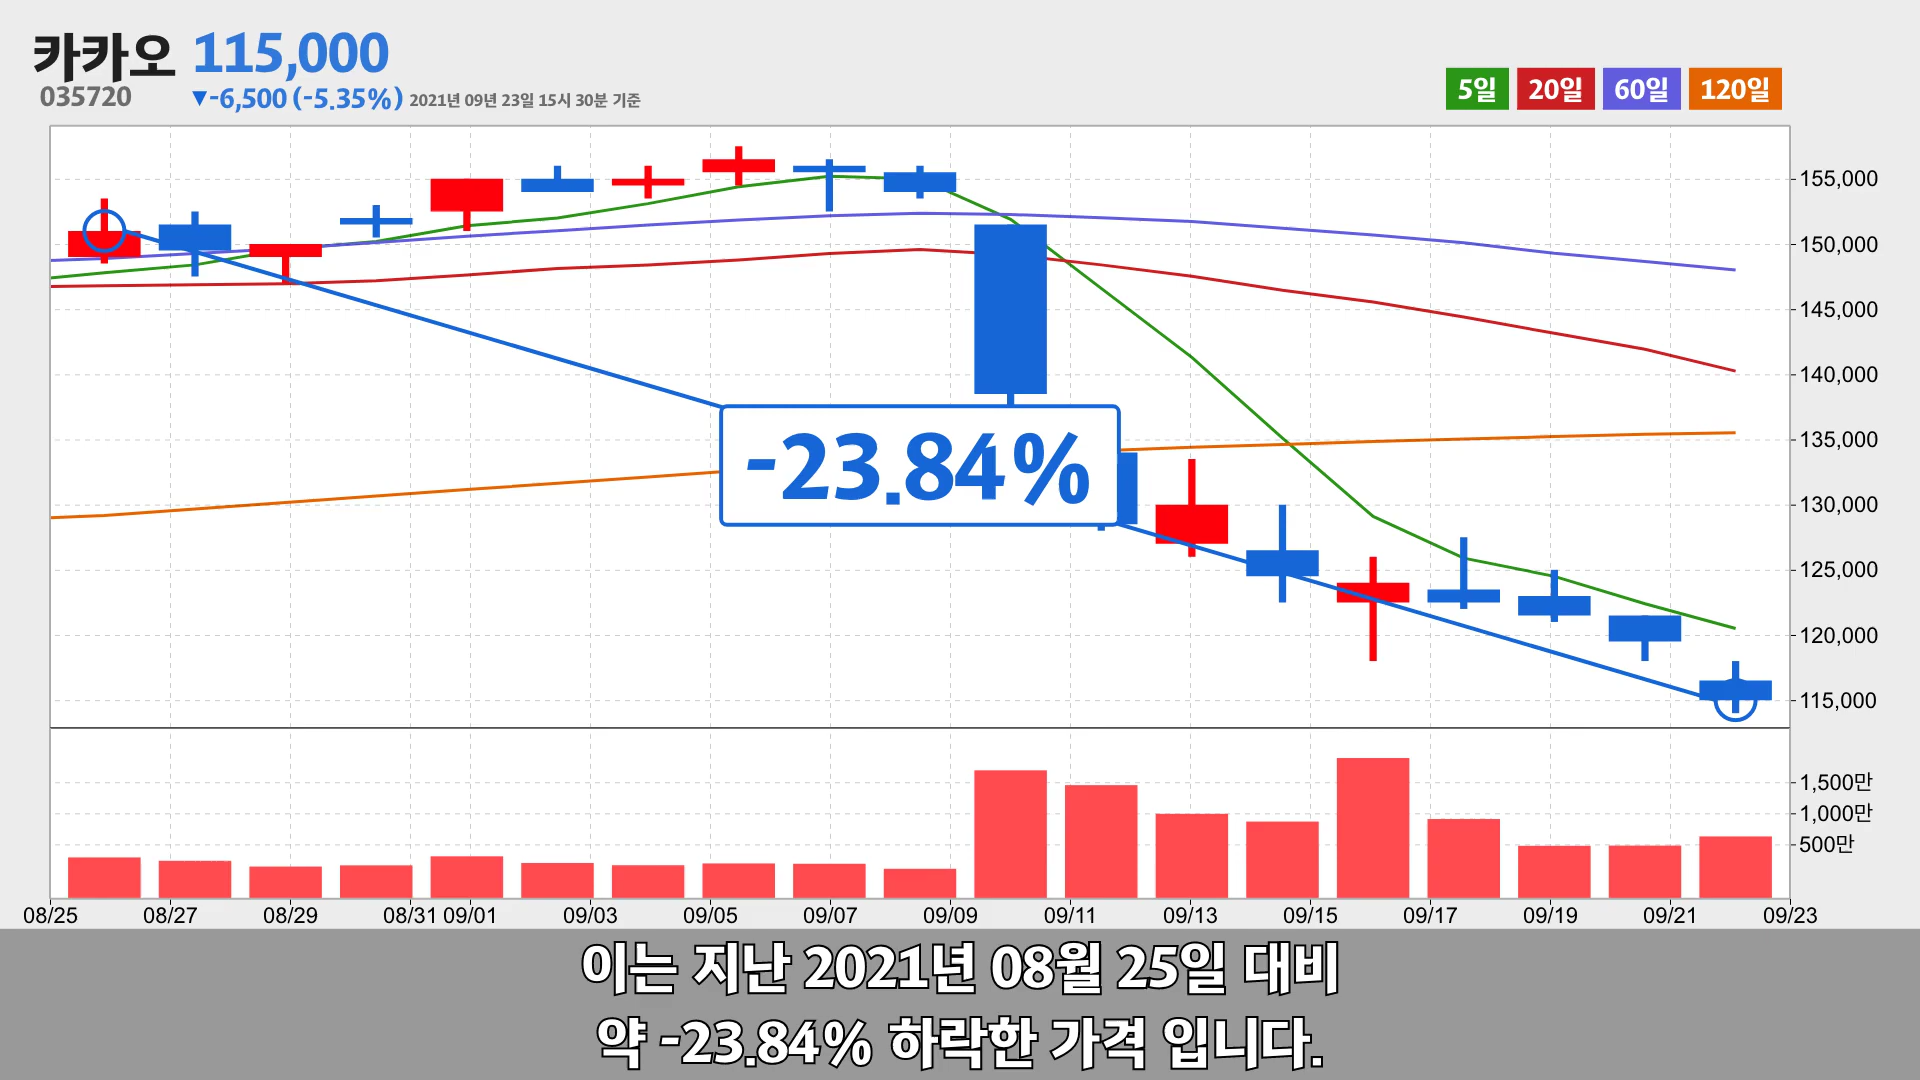 카카오 115,000
035720 ▼-6,500 (-5.35%) 2021년 09년 23일 15시 30분 기준
5일 20일 60일 120일
155,000
150,000
145,000
140,000
135,000
-23.84%
130,000
125,000
120,000
115,000
1,500만
1,000만
500만
08/25 08/27 08/29 08/31 09/01 09/03 09/05 09/07 09/09 09/11 09/13 09/15 09/17 09/19 09/21 09/23
이는 지난 2021년 08월 25일 대비
약 -23.84% 하락한 가격 입니다.